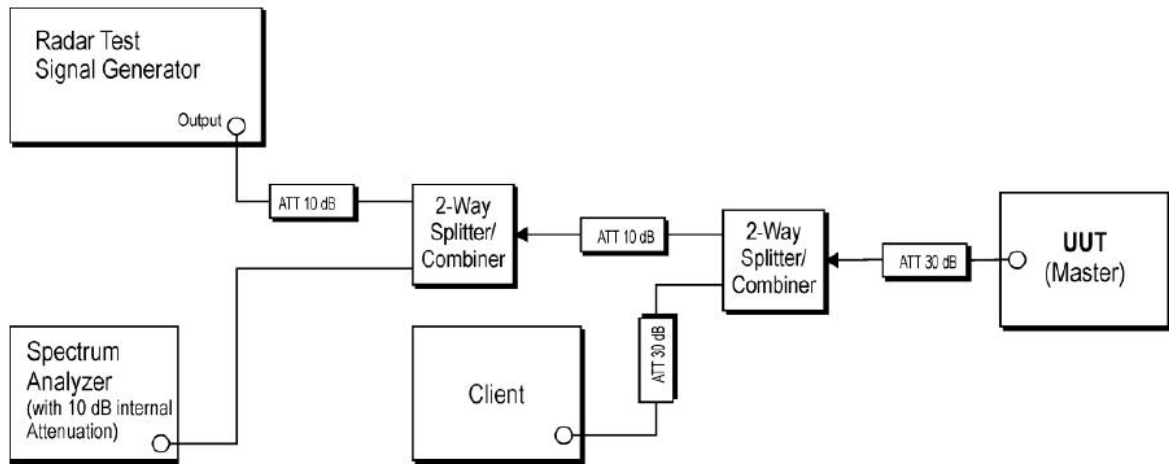 Radar Test
Signal Generator
Output
ATT 10 dB
2-Way
Splitter/
Combiner
ATT 10 dB
2-Way
Splitter/
Combiner
ATT 30 dB
UUT
(Master)
Spectrum
Analyzer
(with 10 dB internal
Attenuation)
Client
ATT 30 dB